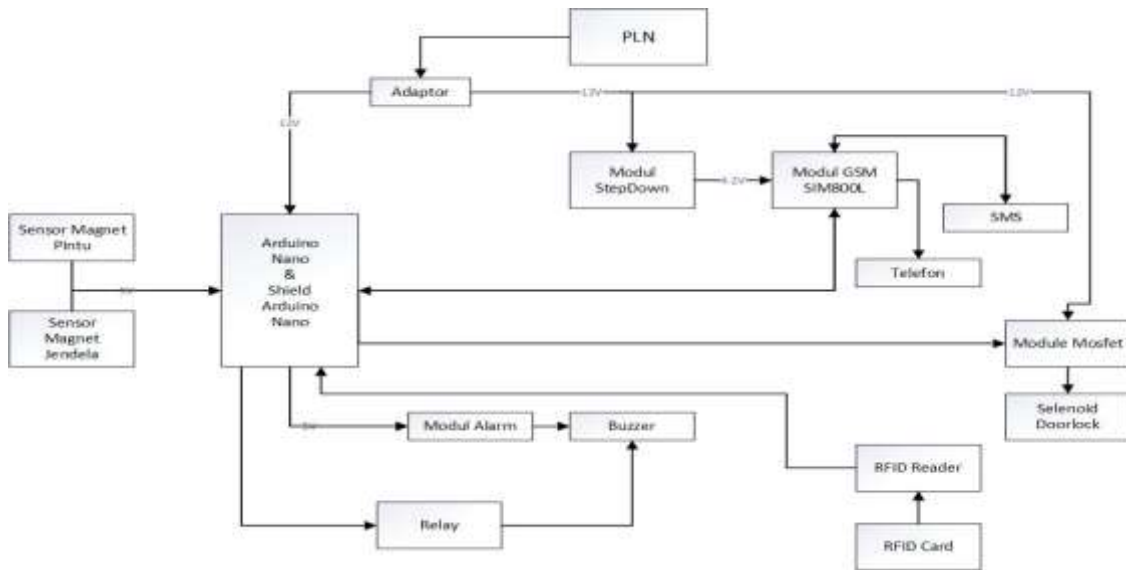 PLN
Adaptor
12V
12V
12V
Modul
StepDown
4.2V
Modul GSM
SIM800L
SMS
Telefon
Sensor Magnet
Pintu
5V
Sensor
Magnet
Jendela
Arduino
Nano
&
Shield
Arduino
Nano
Module Mosfet
Selenoid
Doorlock
5V
Modul Alarm
Buzzer
RFID Reader
Relay
RFID Card